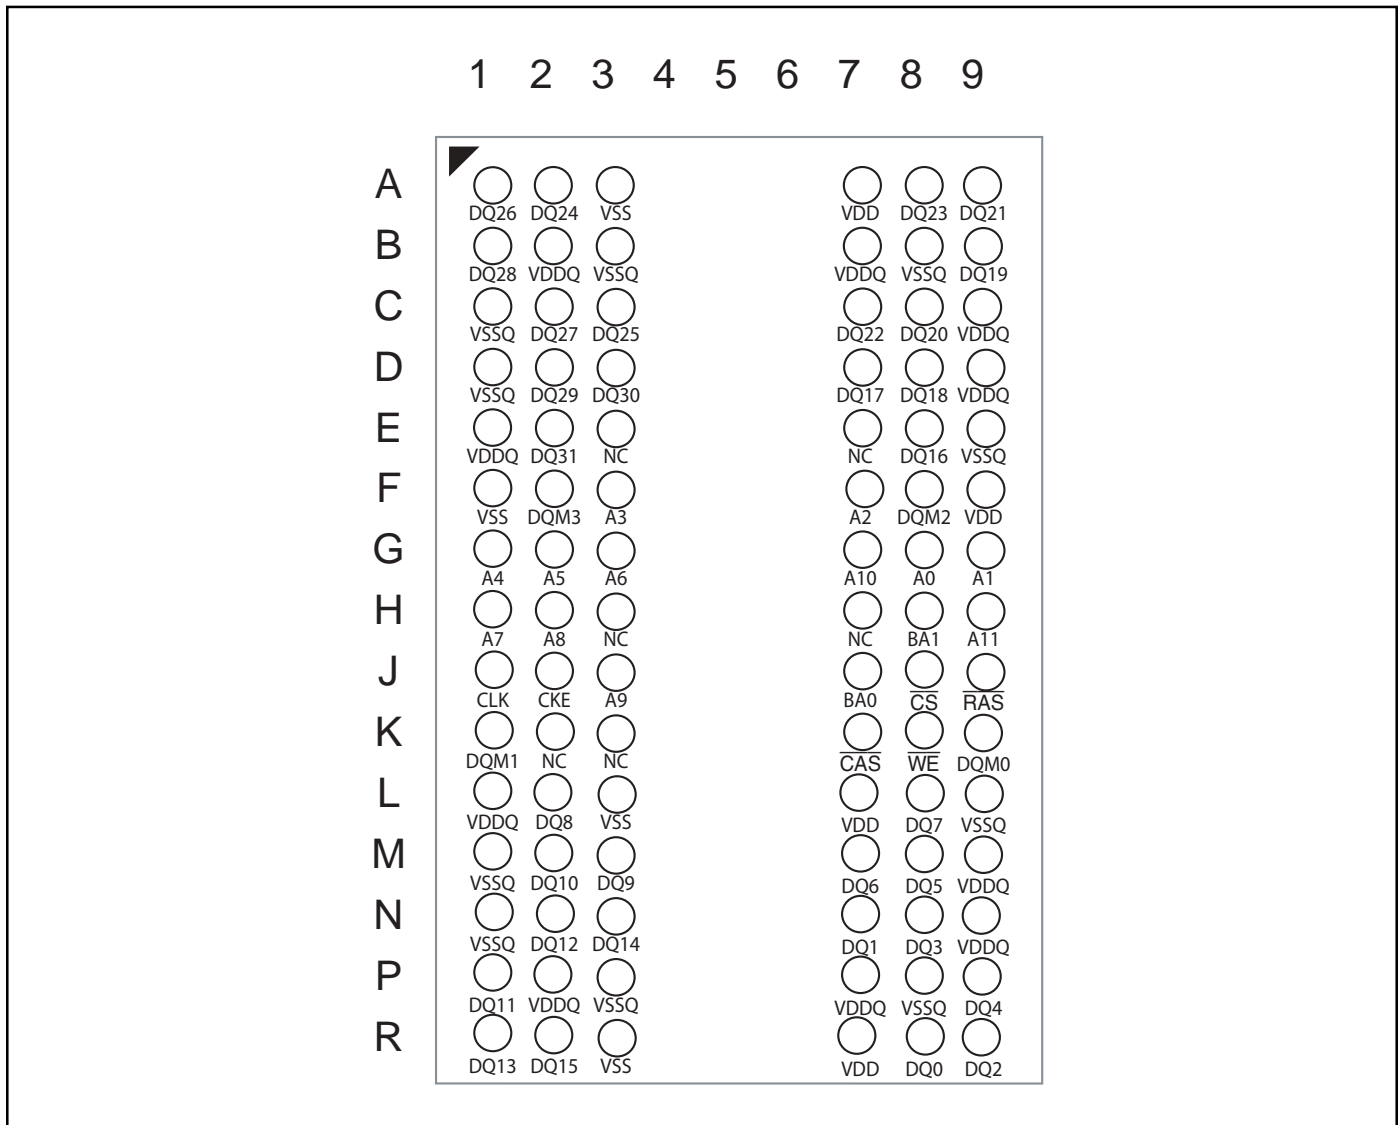 1 2 3 4 5 6 7 8 9
A
DQ26 DQ24 VSS VDD DQ23 DQ21
B
DQ28 VDDQ VSSQ VDDQ VSSQ DQ19
C
VSSQ DQ27 DQ25 DQ22 DQ20 VDDQ
D
VSSQ DQ29 DQ30 DQ17 DQ18 VDDQ
E
VDDQ DQ31 NC NC DQ16 VSSQ
F
VSS DQM3 A3 A2 DQM2 VDD
G
A4 A5 A6 A10 A0 A1
H
A7 A8 NC NC BA1 A11
J
CLK CKE A9 BA0 C̅S̅ R̅A̅S̅
K
DQM1 NC NC C̅A̅S̅ W̅E̅ DQM0
L
VDDQ DQ8 VSS VDD DQ7 VSSQ
M
VSSQ DQ10 DQ9 DQ6 DQ5 VDDQ
N
VSSQ DQ12 DQ14 DQ1 DQ3 VDDQ
P
DQ11 VDDQ VSSQ VDDQ VSSQ DQ4
R
DQ13 DQ15 VSS VDD DQ0 DQ2